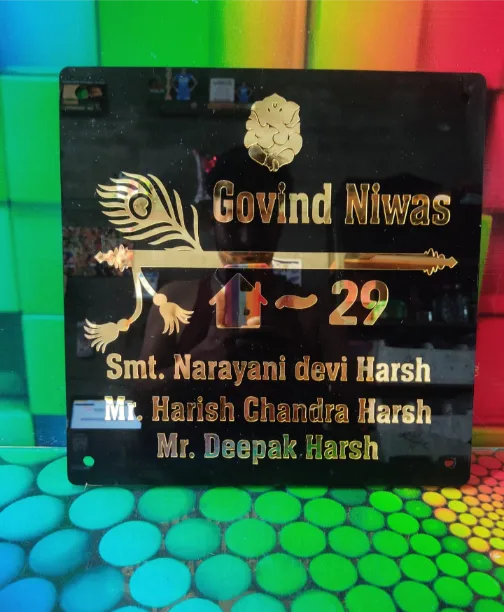 Govind Niwas
~ 29
Smt. Narayani devi Harsh
Mr. Harish Chandra Harsh
Mr. Deepak Harsh